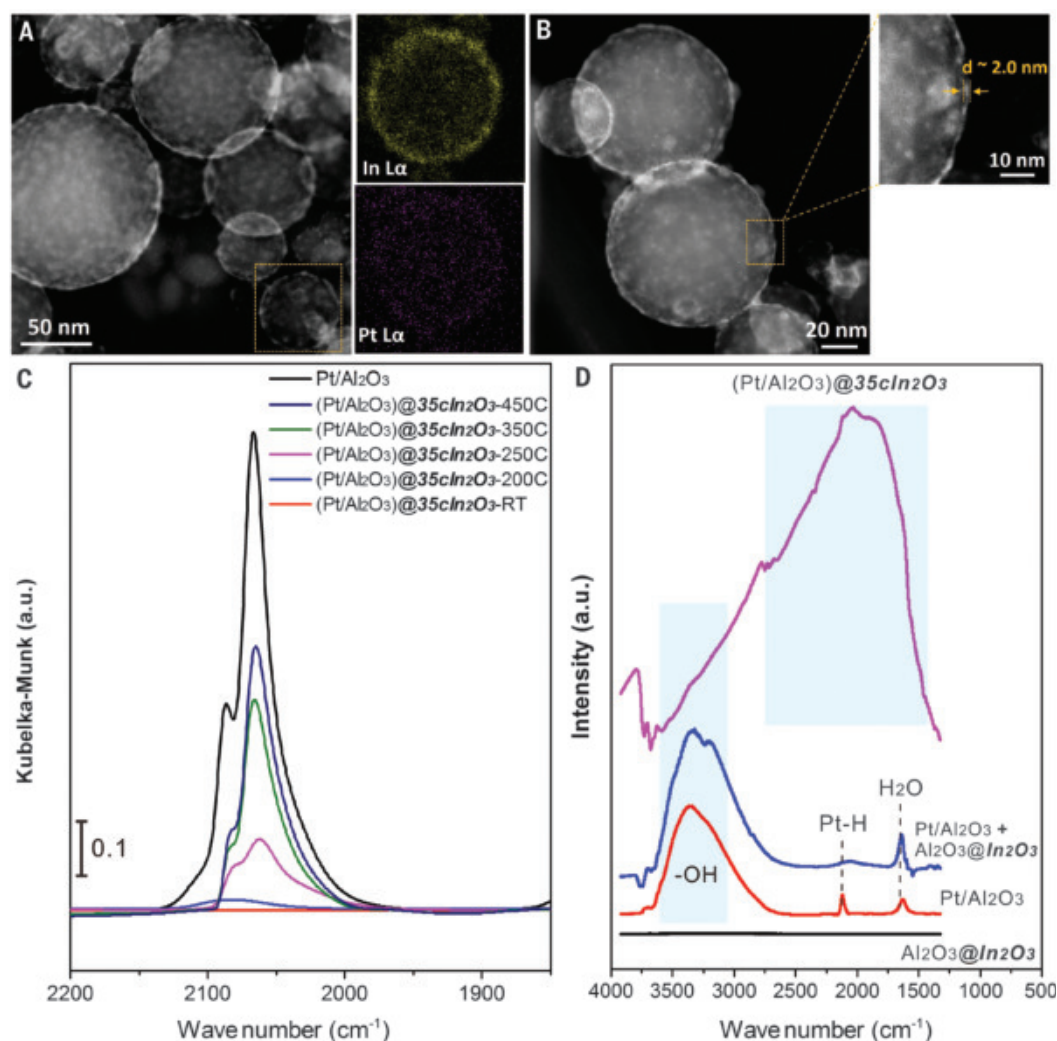 A
In Lα
Pt Lα
50 nm
B
d ~ 2.0 nm
10 nm
20 nm
C
Pt/Al₂O₃
(Pt/Al₂O₃)@35cIn₂O₃-450C
(Pt/Al₂O₃)@35cIn₂O₃-350C
(Pt/Al₂O₃)@35cIn₂O₃-250C
(Pt/Al₂O₃)@35cIn₂O₃-200C
(Pt/Al₂O₃)@35cIn₂O₃-RT
Kubelka-Munk (a.u.)
0.1
2200 2100 2000 1900
Wave number (cm⁻¹)
D
(Pt/Al₂O₃)@35cIn₂O₃
Intensity (a.u.)
H₂O
Pt-H
Pt/Al₂O₃ +
Al₂O₃@In₂O₃
-OH
Pt/Al₂O₃
Al₂O₃@In₂O₃
4000 3500 3000 2500 2000 1500 1000 500
Wave number (cm⁻¹)